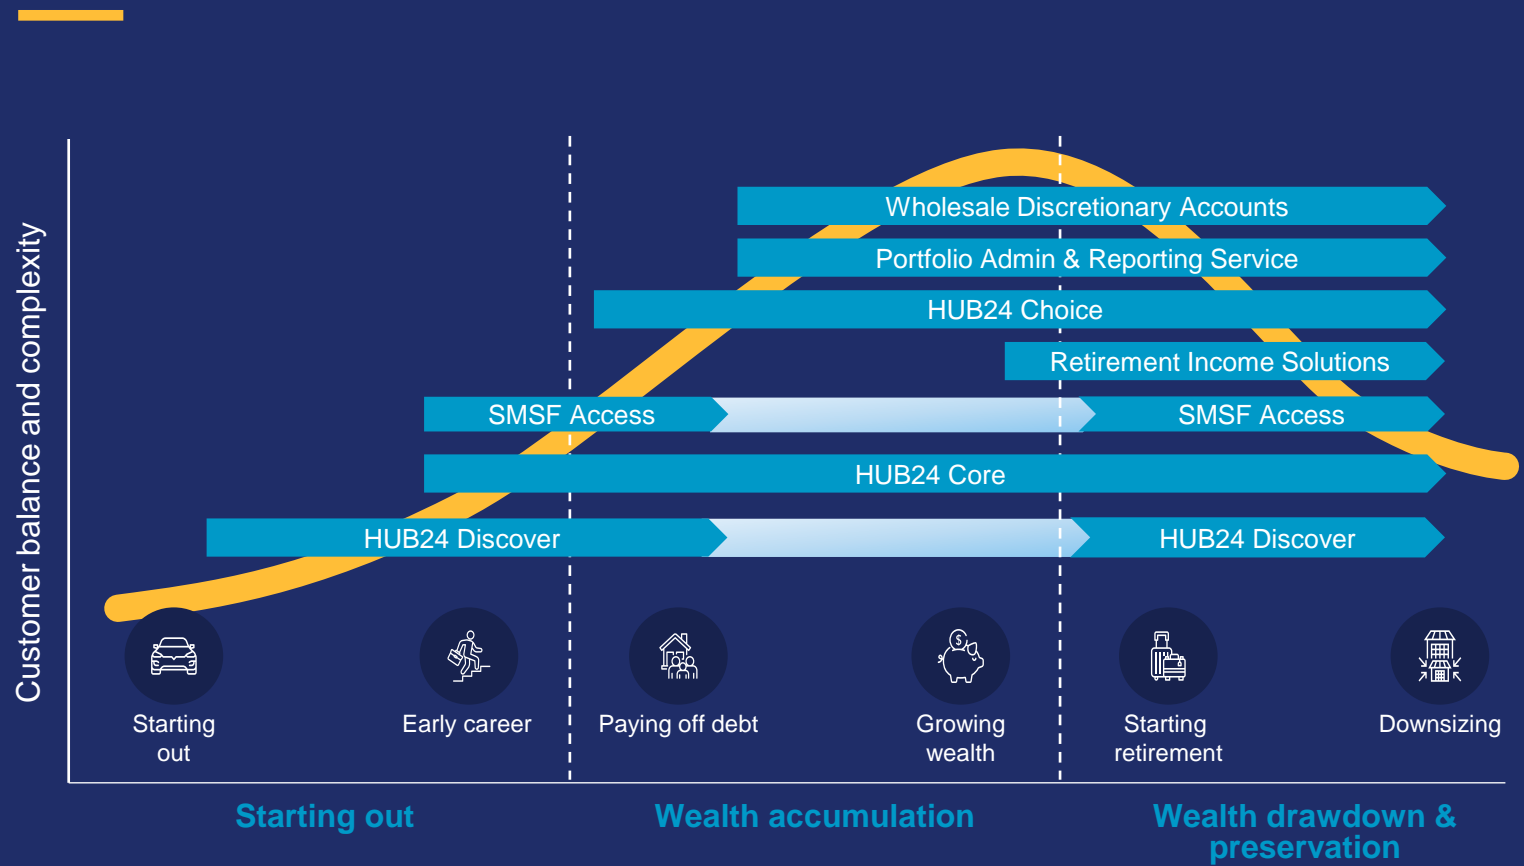 Customer balance and complexity
Wholesale Discretionary Accounts
Portfolio Admin & Reporting Service
HUB24 Choice
Retirement Income Solutions
SMSF Access
SMSF Access
HUB24 Core
HUB24 Discover
HUB24 Discover
$
Starting
out
Early career
Paying off debt
Growing
wealth
Starting
retirement
Downsizing
Starting out
Wealth accumulation
Wealth drawdown &
preservation